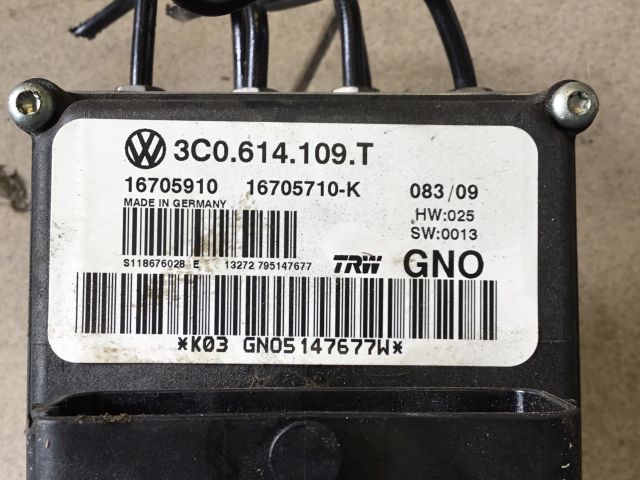 3C0.614.109.T
16705910 16705710-K 083/09
MADE IN GERMANY HW:025
SW:0013
S118676028 E 13272 795147677 TRW GNO
*K03 GNO5147677W*